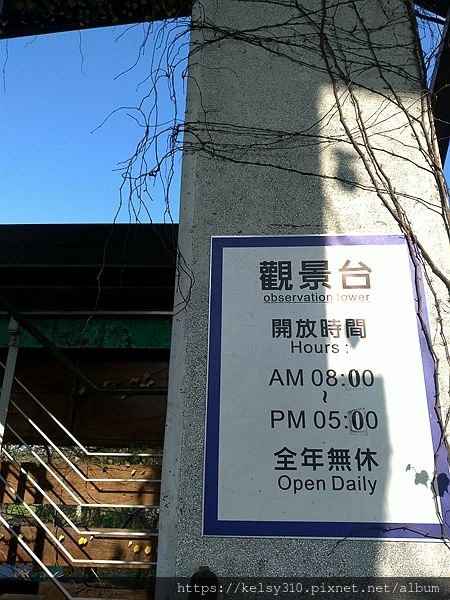 觀景台
observation tower
開放時間
Hours :
AM 08:00
~
PM 05:00
全年無休
Open Daily
https://kelsy310.pixnet.net/album